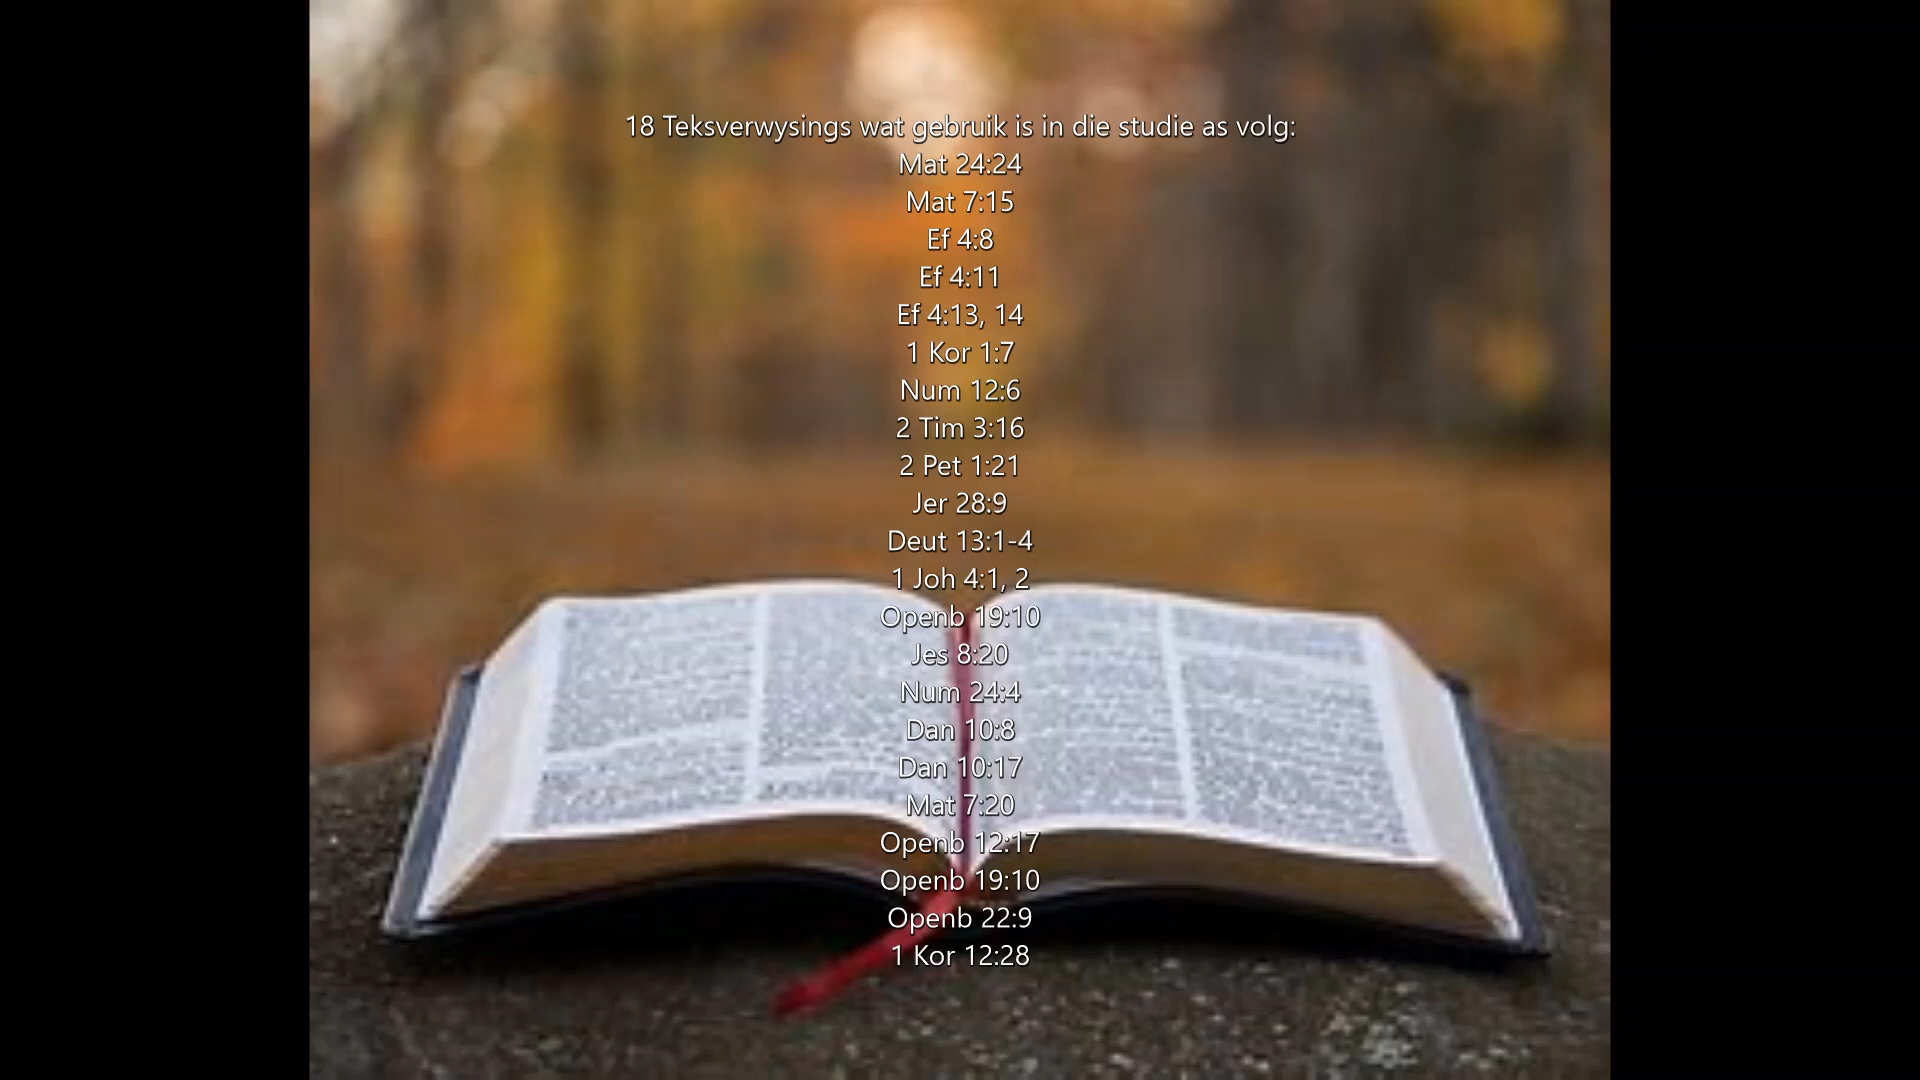 18 Teksverwysings wat gebruik is in die studie as volg:
Mat 24:24
Mat 7:15
Ef 4:8
Ef 4:11
Ef 4:13, 14
1 Kor 1:7
Num 12:6
2 Tim 3:16
2 Pet 1:21
Jer 28:9
Deut 13:1-4
1 Joh 4:1, 2
Openb 19:10
Jes 8:20
Num 24:4
Dan 10:8
Dan 10:17
Mat 7:20
Openb 12:17
Openb 19:10
Openb 22:9
1 Kor 12:28